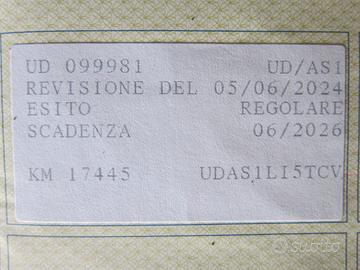 UD 099981 UD/AS1
REVISIONE DEL 05/06/2024
ESITO REGOLARE
SCADENZA 06/2026
KM 17445 UDAS1LI5TCV
subito